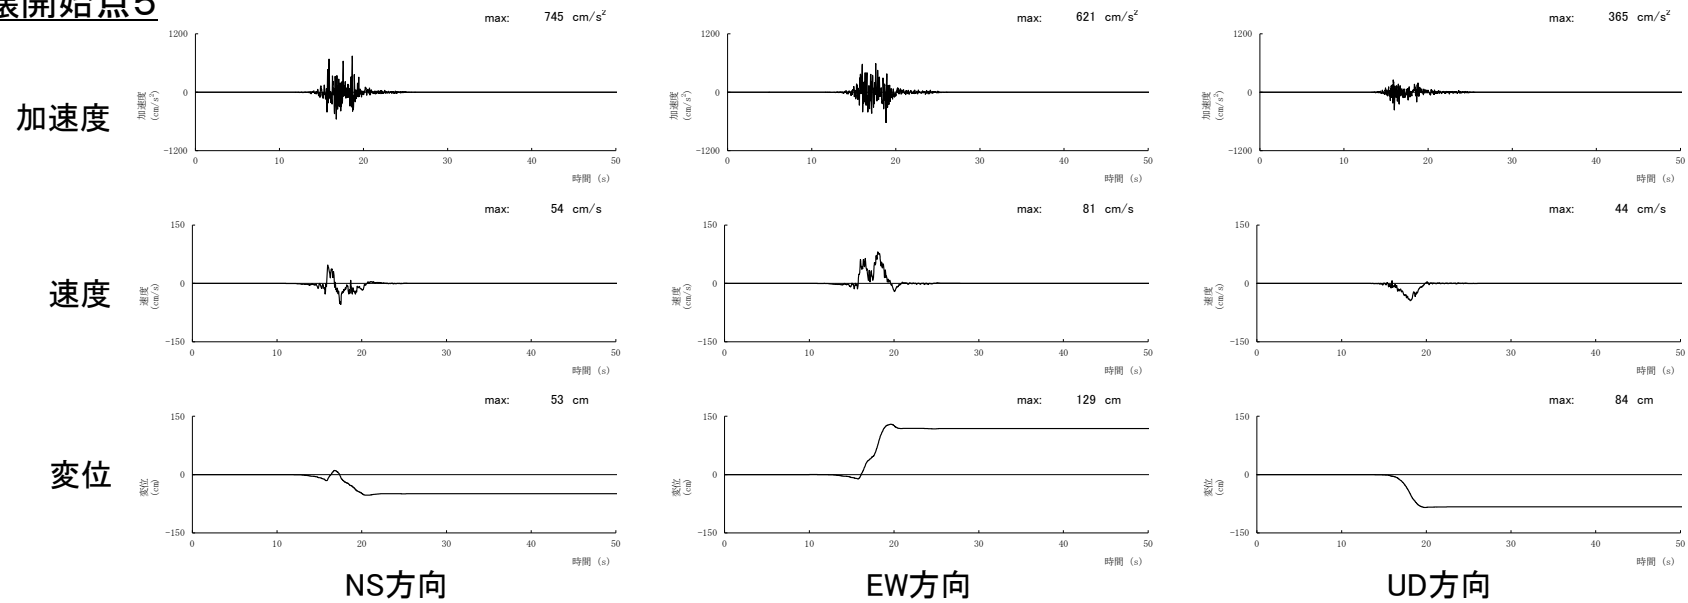 開始点5
max: 745 cm/s²
max: 621 cm/s²
max: 365 cm/s²
加速度
加速度
(cm/s²)
1200
0
-1200
0 10 20 30 40 50
時間 (s)
加速度
(cm/s²)
1200
0
-1200
0 10 20 30 40 50
時間 (s)
加速度
(cm/s²)
1200
0
-1200
0 10 20 30 40 50
時間 (s)
max: 54 cm/s
max: 81 cm/s
max: 44 cm/s
速度
速度
(cm/s)
150
0
-150
0 10 20 30 40 50
時間 (s)
速度
(cm/s)
150
0
-150
0 10 20 30 40 50
時間 (s)
速度
(cm/s)
150
0
-150
0 10 20 30 40 50
時間 (s)
max: 53 cm
max: 129 cm
max: 84 cm
変位
変位
(cm)
150
0
-150
0 10 20 30 40 50
時間 (s)
変位
(cm)
150
0
-150
0 10 20 30 40 50
時間 (s)
変位
(cm)
150
0
-150
0 10 20 30 40 50
時間 (s)
NS方向
EW方向
UD方向